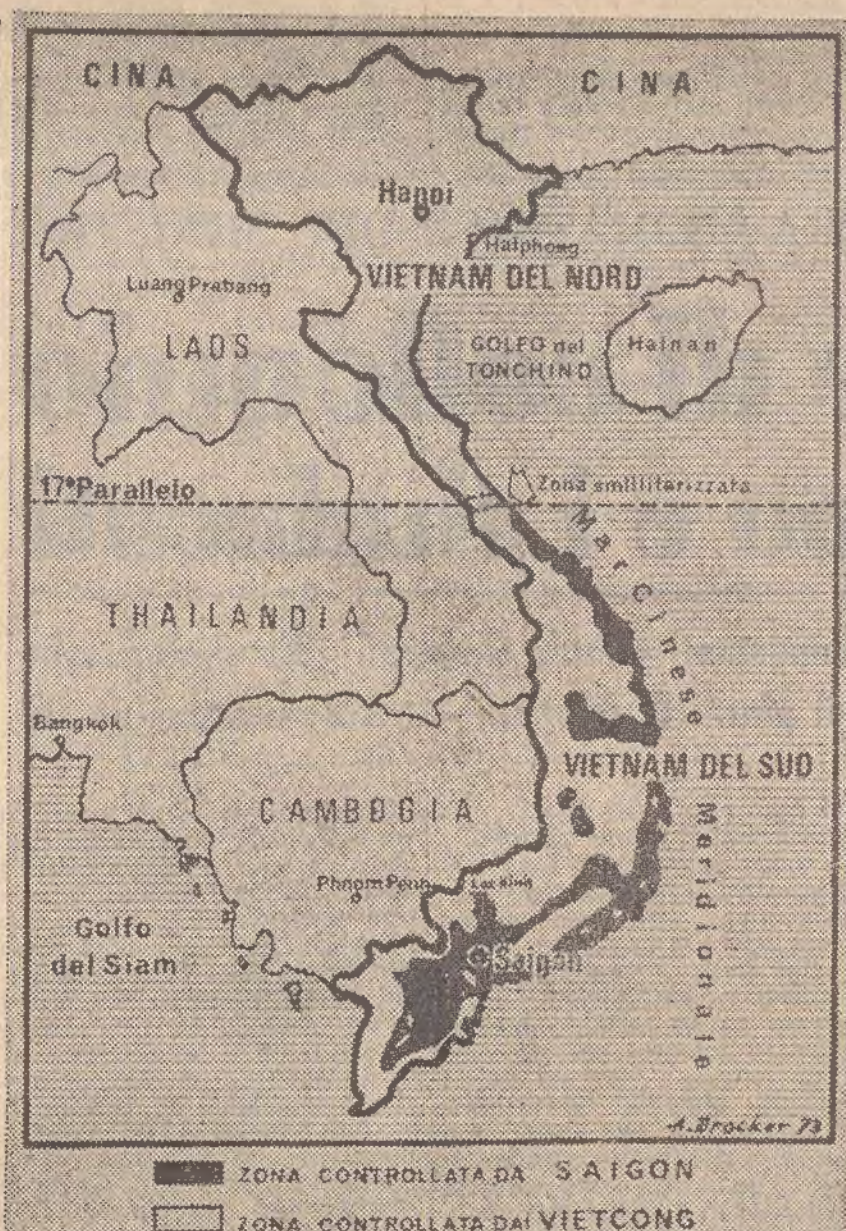 CINA
CINA
Hanoi
Haiphong
VIETNAM DEL NORD
Luang Prabang
LAOS
GOLFO del
TONCHINO
Hainan
17° Parallelo
Zona smilitarizzata
Mar Cinese Meridionale
THAILANDIA
Bangkok
VIETNAM DEL SUD
CAMBOGIA
Phnom Penh
Loc Ninh
Golfo
del Siam
Saigon
A. Brocker 73
ZONA CONTROLLATA DA SAIGON
ZONA CONTROLLATA DAI VIETCONG